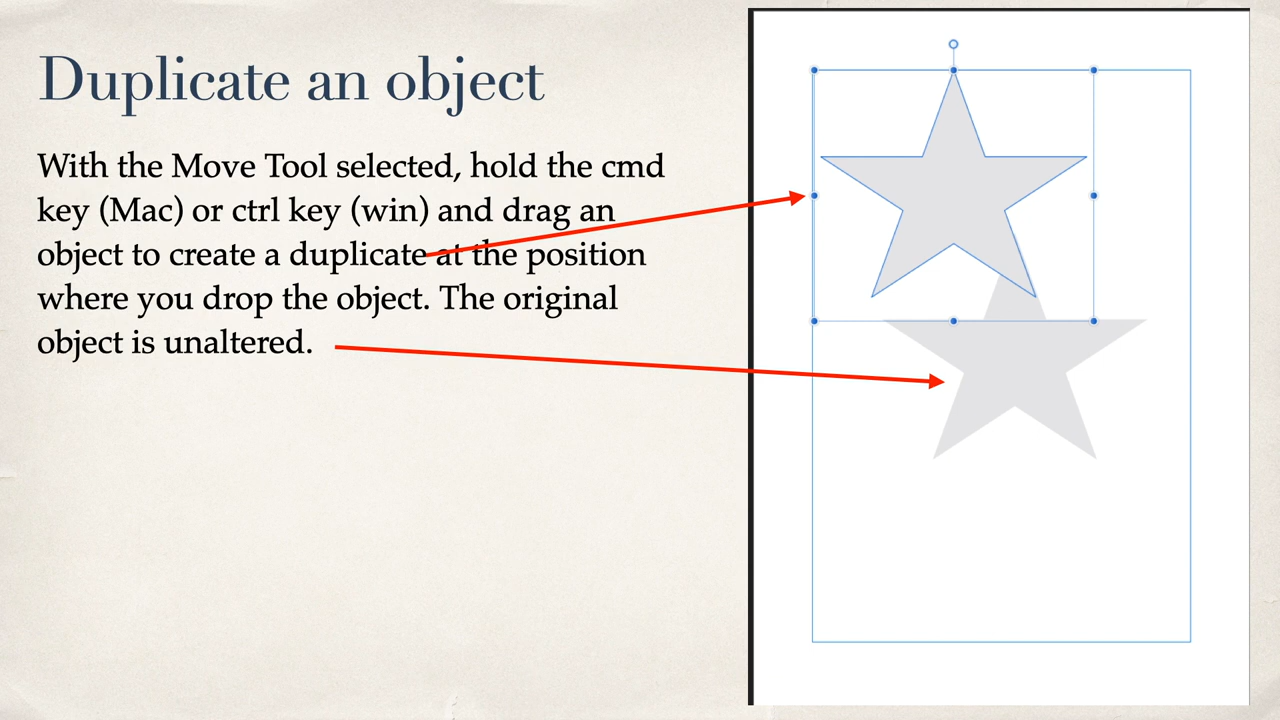 Duplicate an object
With the Move Tool selected, hold the cmd
key (Mac) or ctrl key (win) and drag an
object to create a duplicate at the position
where you drop the object. The original
object is unaltered.